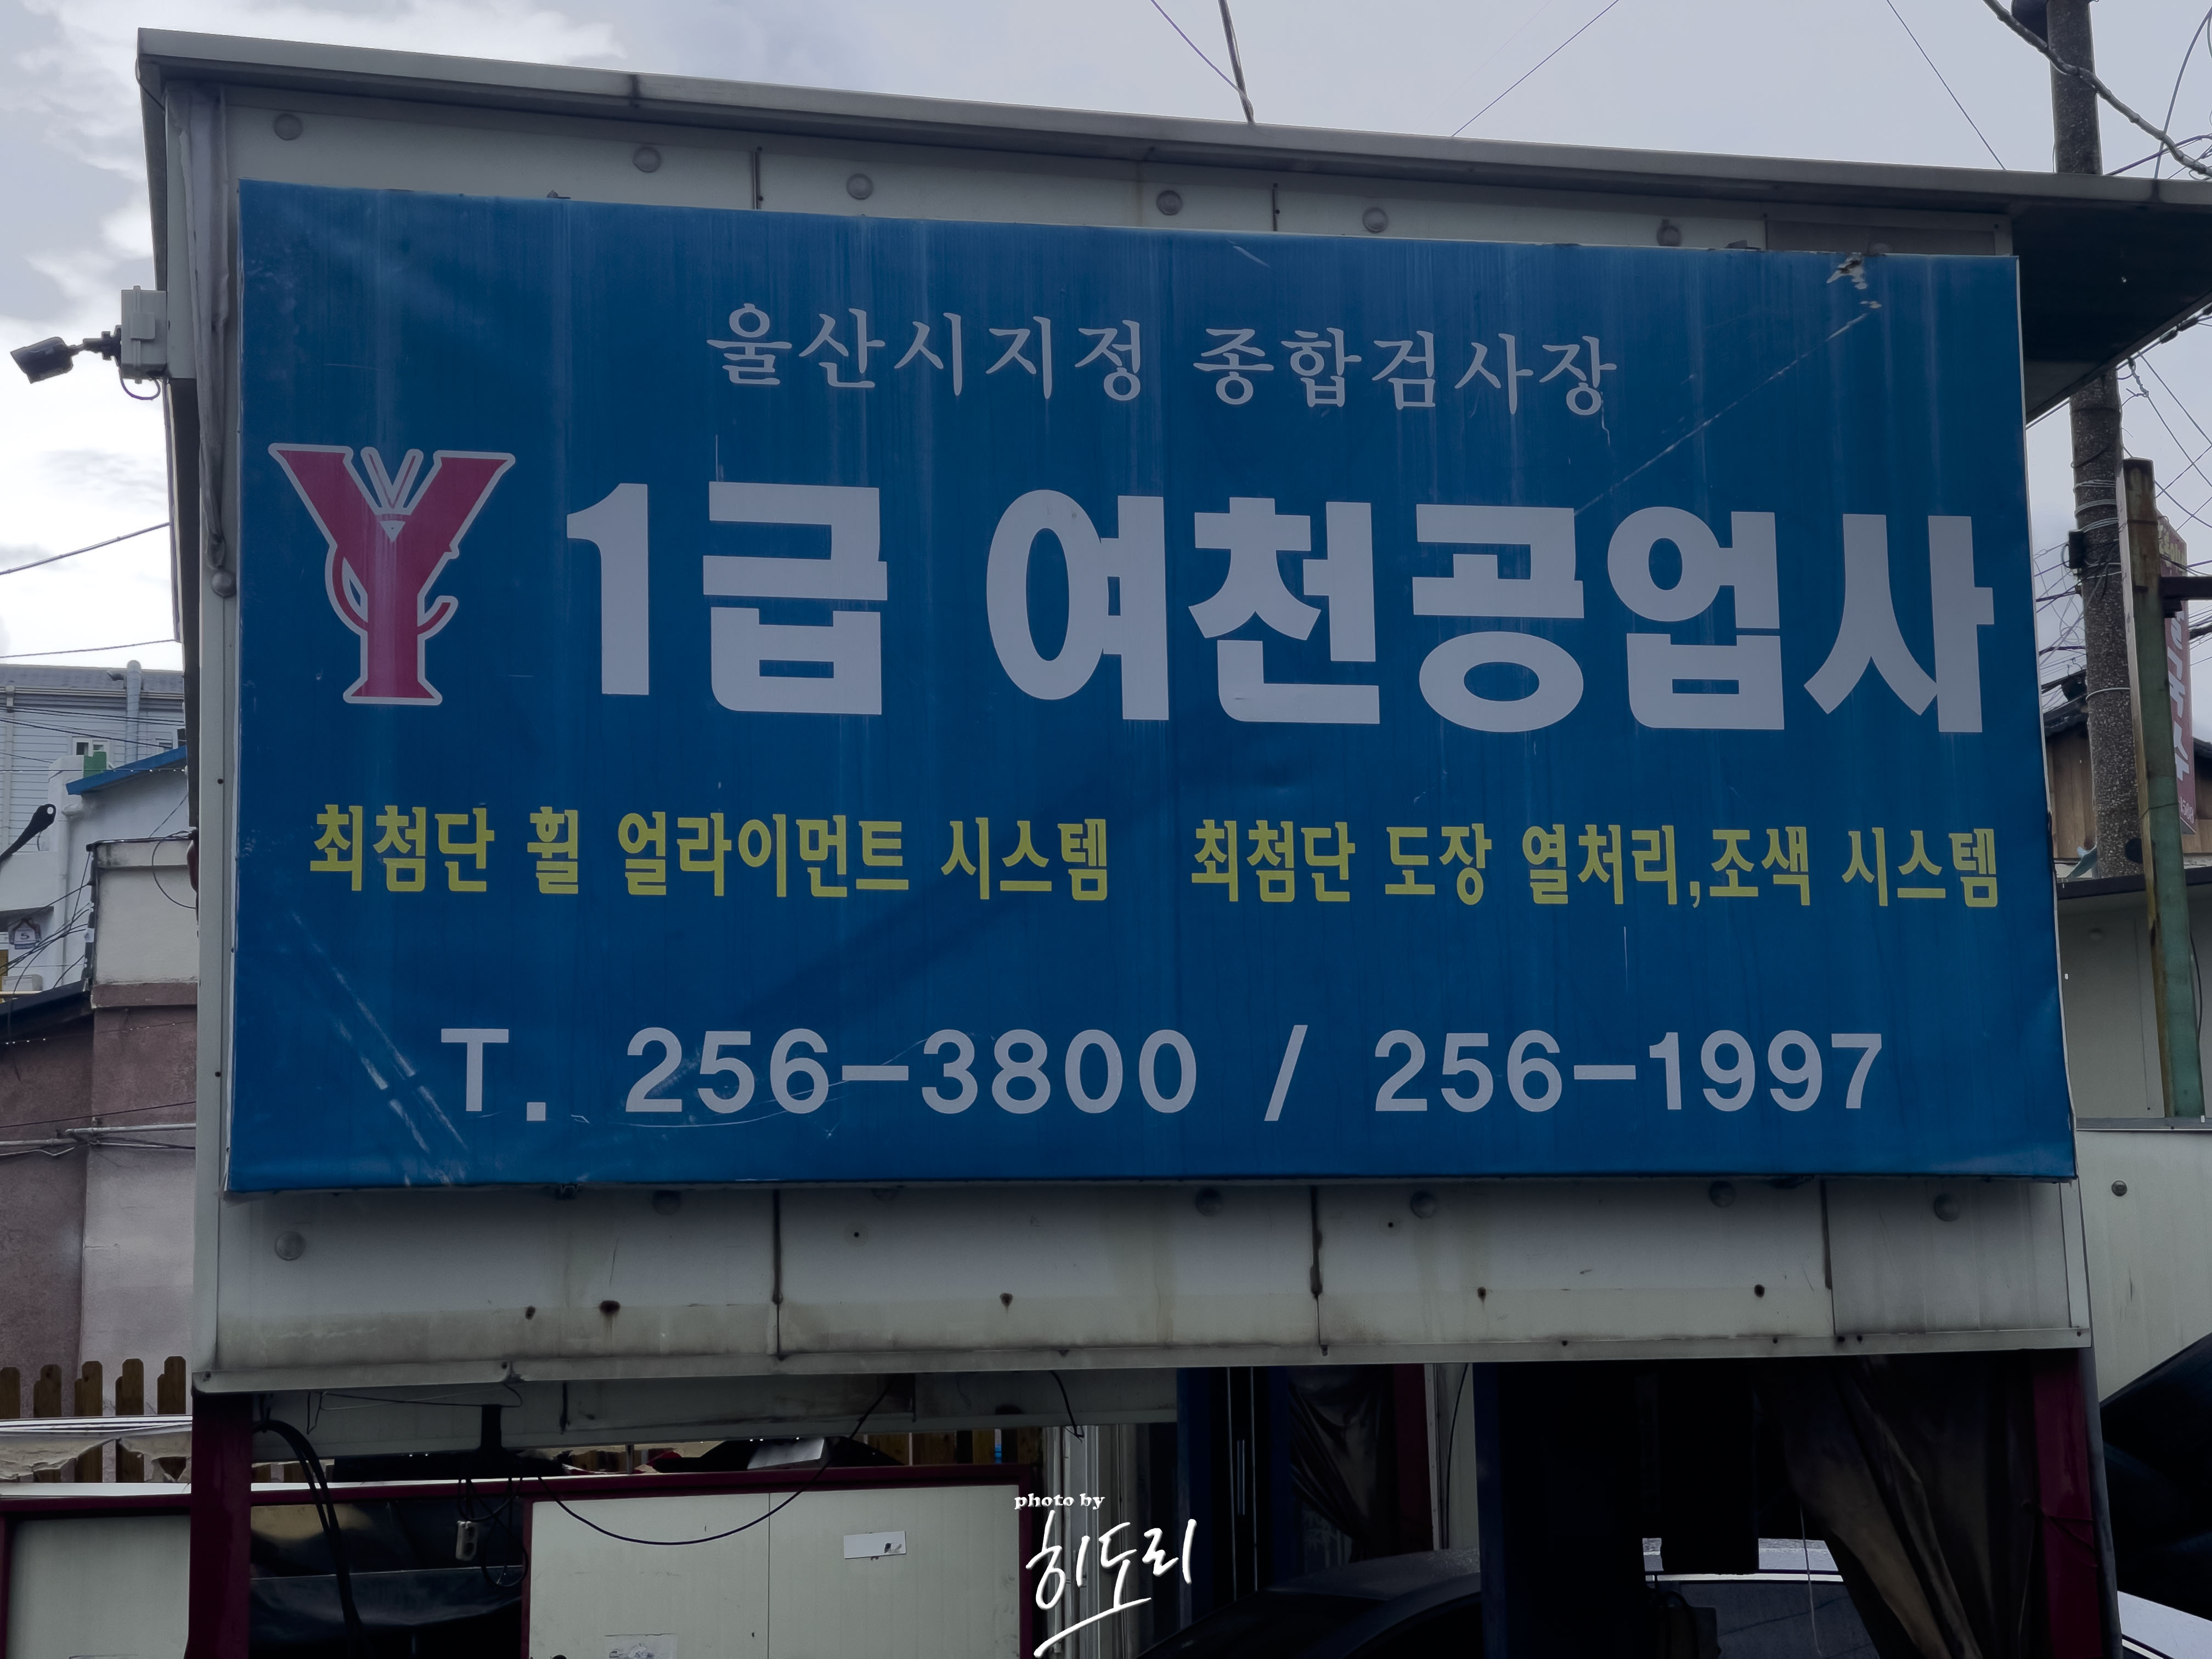 울산시지정 종합검사장
Y 1급 여천공업사
최첨단 휠 얼라이먼트 시스템 최첨단 도장 열처리,조색 시스템
T. 256-3800 / 256-1997
photo by
히도리